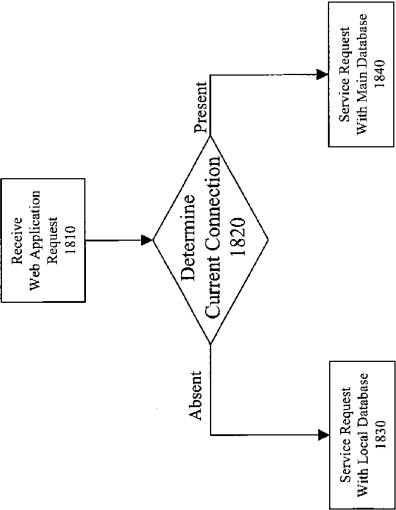 Receive
Web Application
Request
1810
Determine
Current Connection
1820
Absent
Present
Service Request
With Local Database
1830
Service Request
With Main Database
1840